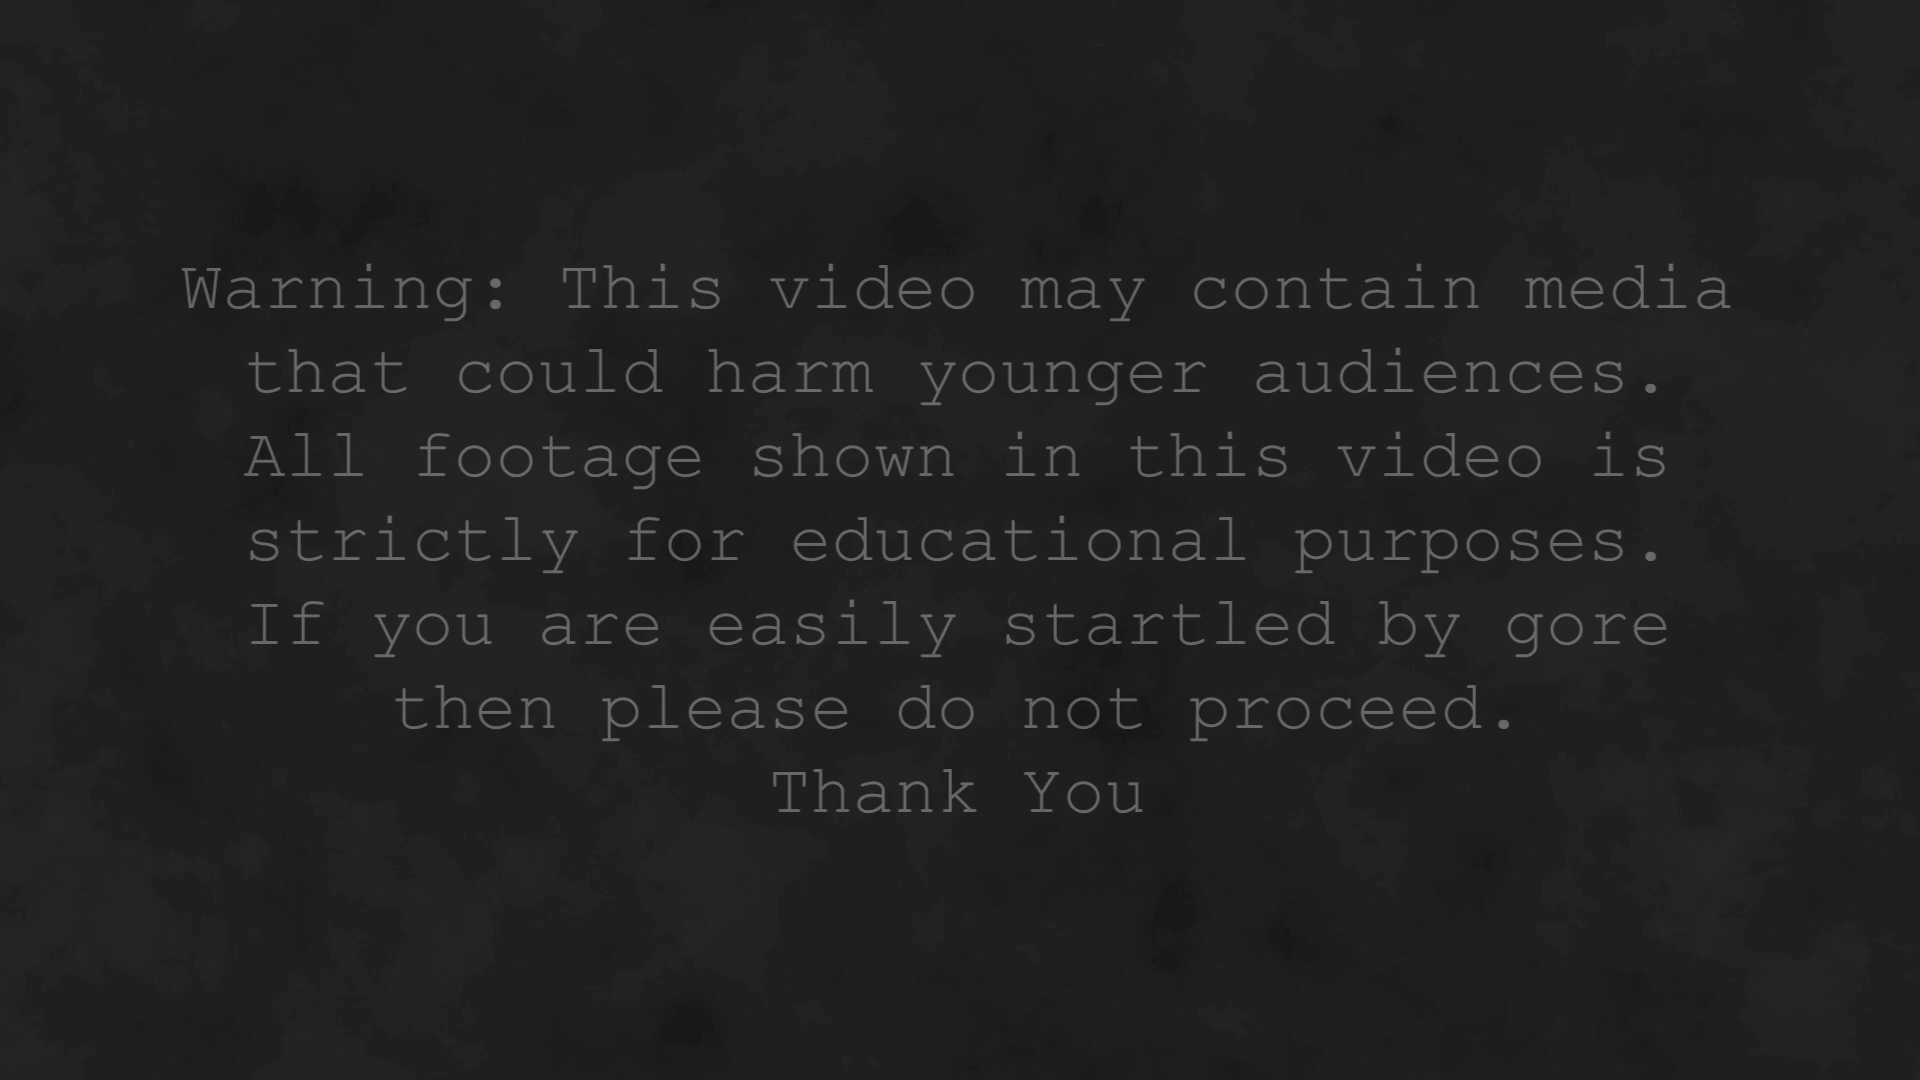 Warning: This video may contain media
that could harm younger audiences.
All footage shown in this video is
strictly for educational purposes.
If you are easily startled by gore
then please do not proceed.
Thank You